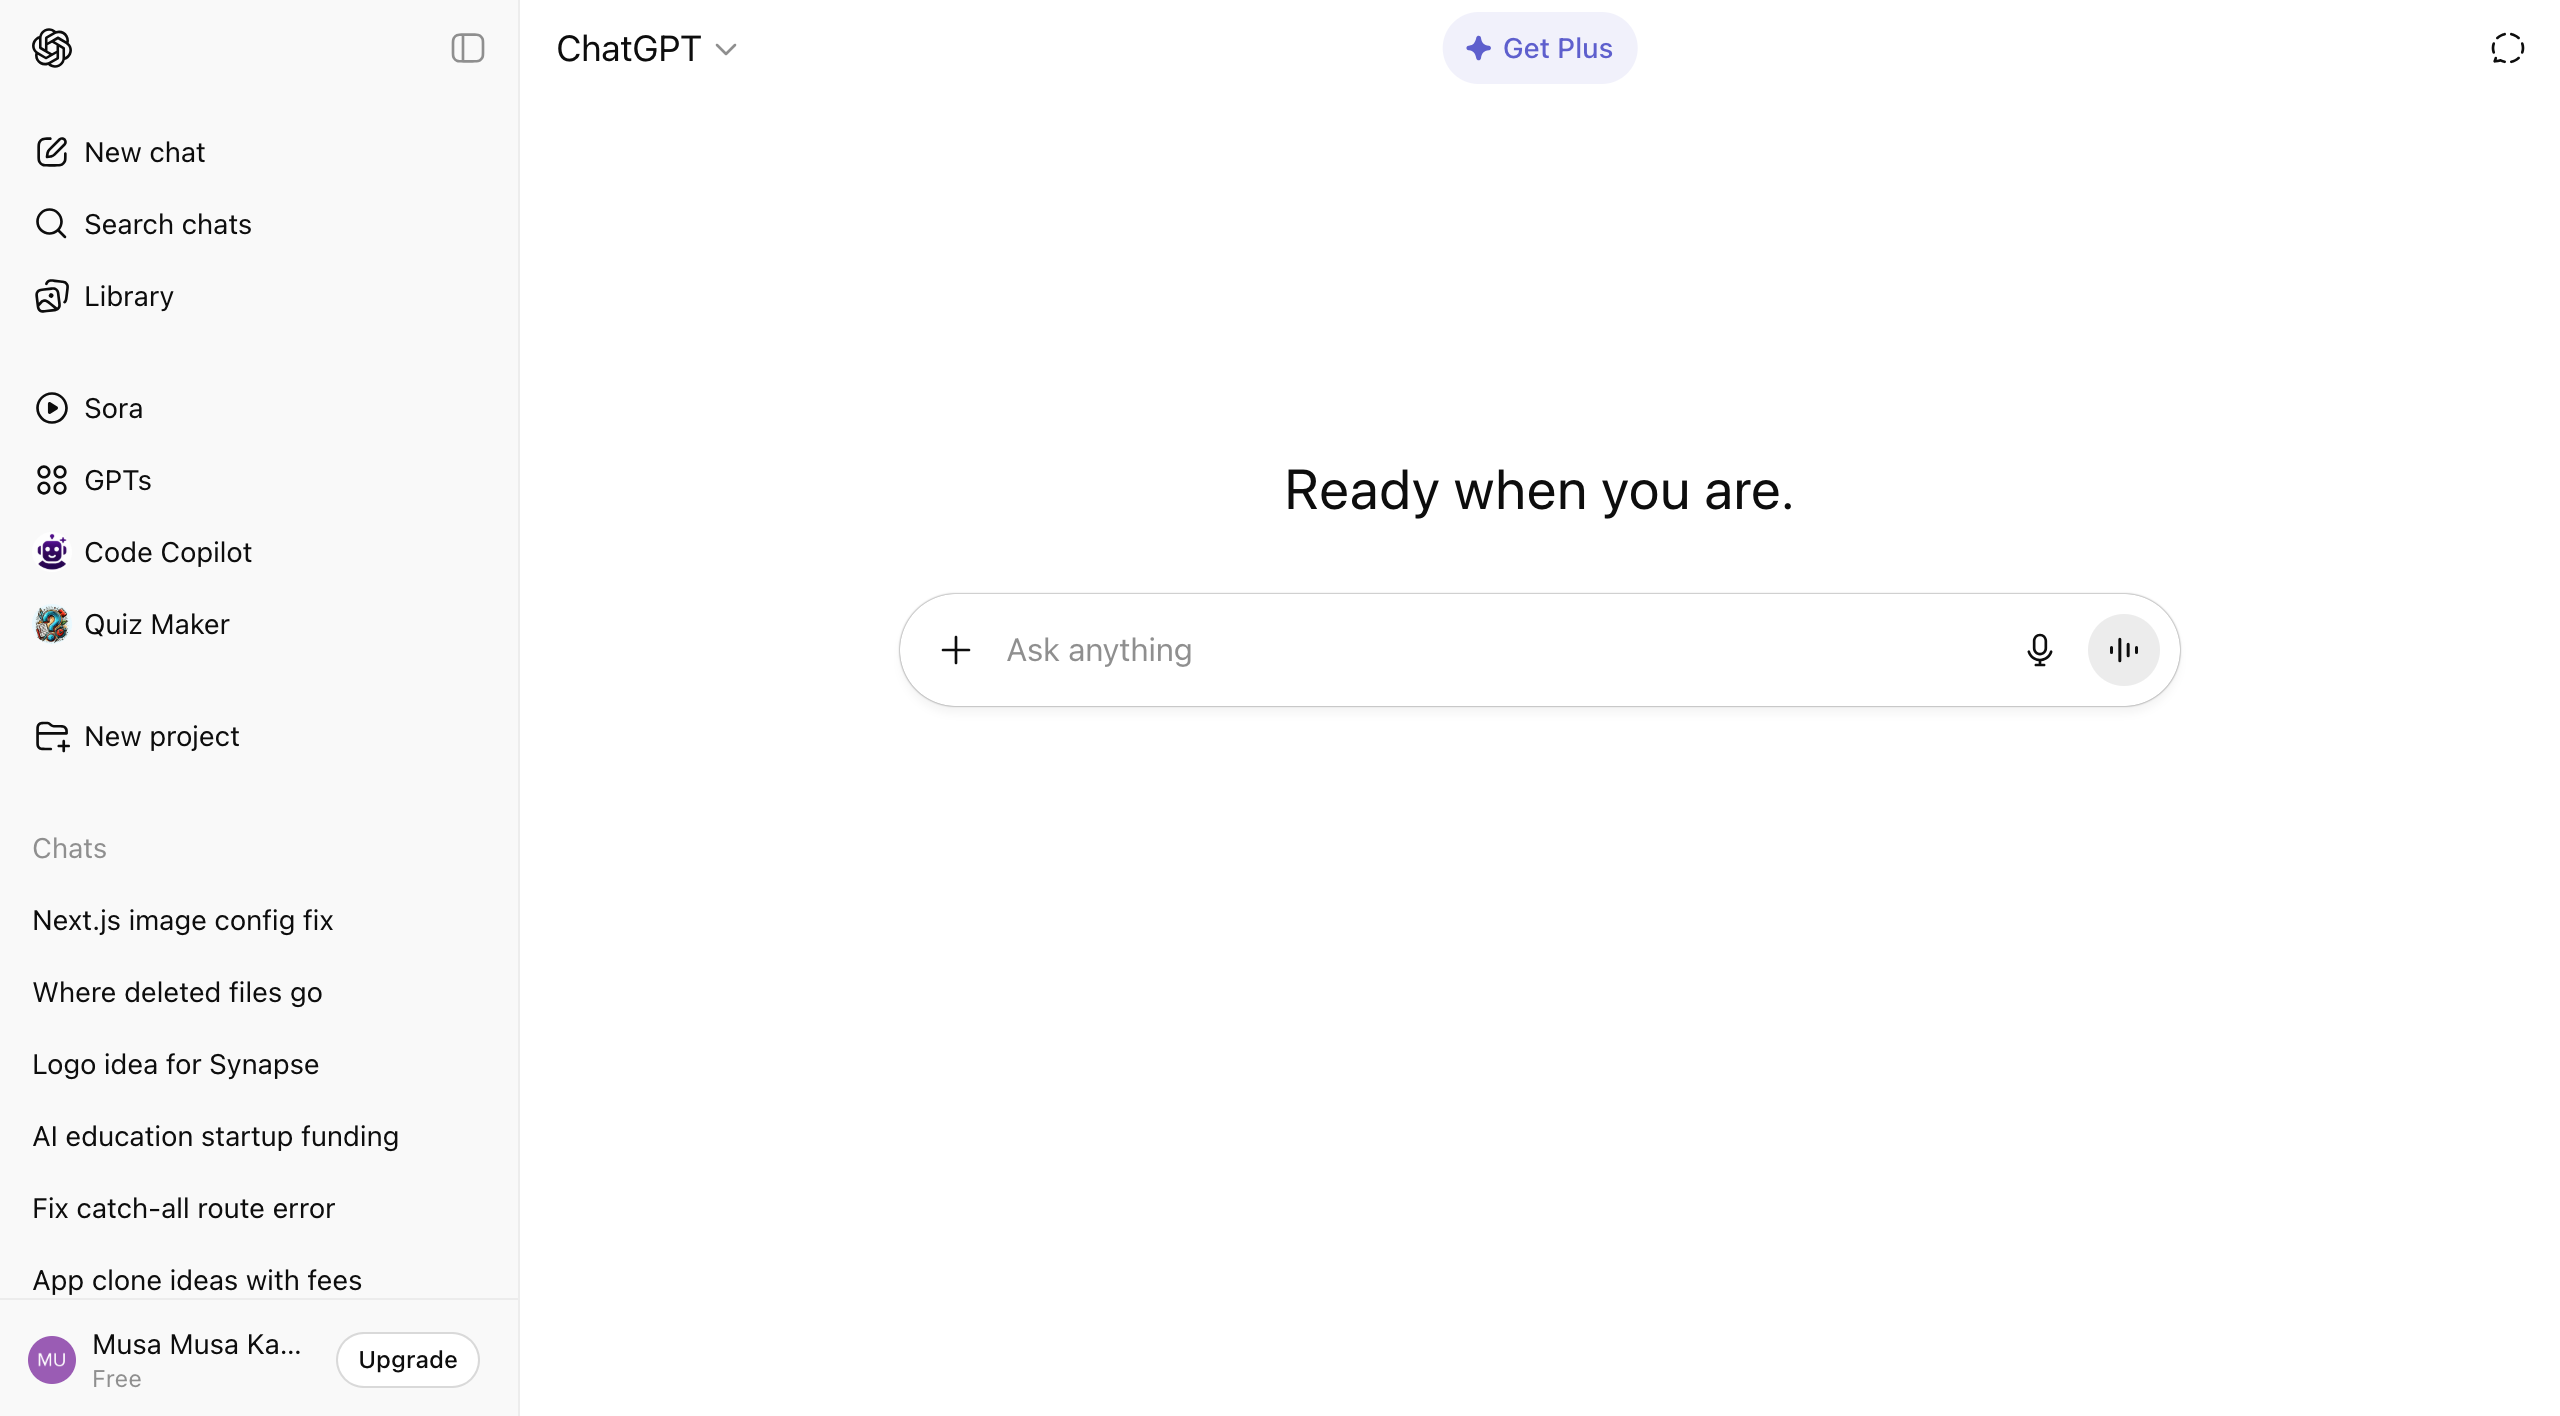 New chat
Search chats
Library
Sora
GPTs
Code Copilot
Quiz Maker
New project
Chats
Next.js image config fix
Where deleted files go
Logo idea for Synapse
AI education startup funding
Fix catch-all route error
App clone ideas with fees
MU
Musa Musa Ka...
Free
Upgrade
ChatGPT
Get Plus
Ready when you are.
Ask anything